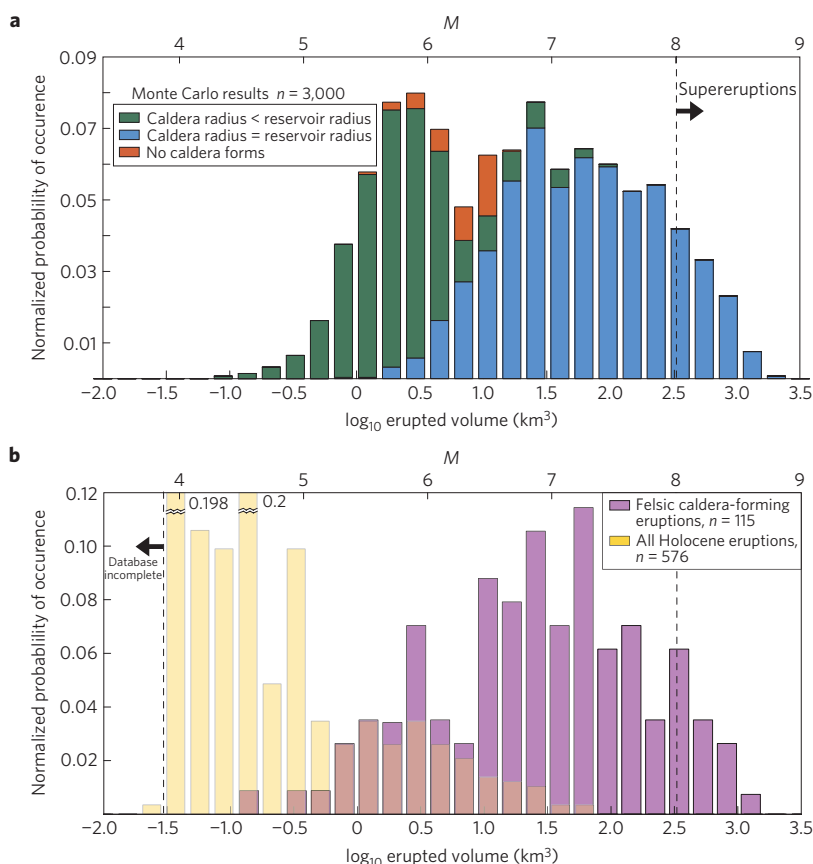 a
M
4 5 6 7 8 9
0.09
0.07
0.05
0.03
0.01
Normalized probablility of occurence
Monte Carlo results n = 3,000
Caldera radius < reservoir radius
Caldera radius = reservoir radius
No caldera forms
Supereruptions
−2.0 −1.5 −1.0 −0.5 0 0.5 1.0 1.5 2.0 2.5 3.0 3.5
log10 erupted volume (km³)
b
M
4 5 6 7 8 9
0.12
0.10
0.08
0.06
0.04
0.02
Normalized probablility of occurence
0.198
0.2
Database
incomplete
Felsic caldera-forming
eruptions, n = 115
All Holocene eruptions,
n = 576
−2.0 −1.5 −1.0 −0.5 0 0.5 1.0 1.5 2.0 2.5 3.0 3.5
log10 erupted volume (km³)